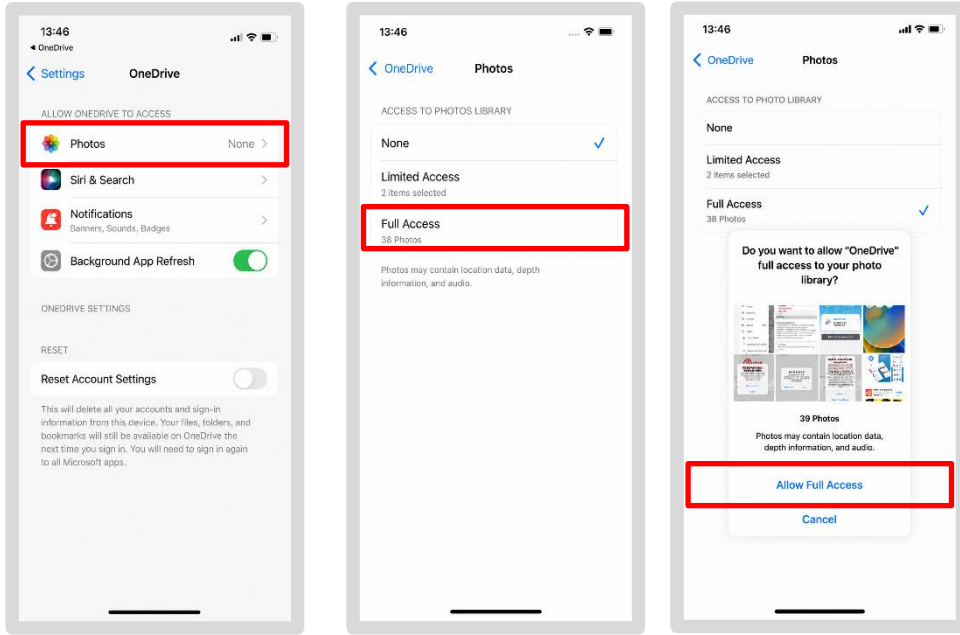 13:46
OneDrive
Settings
OneDrive
ALLOW ONEDRIVE TO ACCESS
Photos
None
Siri & Search
Notifications
Banners, Sounds, Badges
Background App Refresh
ONEDRIVE SETTINGS
RESET
Reset Account Settings
This will delete all your accounts and sign-in
information from this device. Your files, folders, and
bookmarks will still be available on OneDrive the
next time you sign in. You will need to sign in again
to all Microsoft apps.
13:46
OneDrive
Photos
ACCESS TO PHOTOS LIBRARY
None
Limited Access
2 items selected
Full Access
38 Photos
Photos may contain location data, depth
information, and audio.
13:46
OneDrive
Photos
ACCESS TO PHOTO LIBRARY
None
Limited Access
2 items selected
Full Access
38 Photos
Do you want to allow "OneDrive"
full access to your photo
library?
39 Photos
Photos may contain location data,
depth information, and audio.
Allow Full Access
Cancel